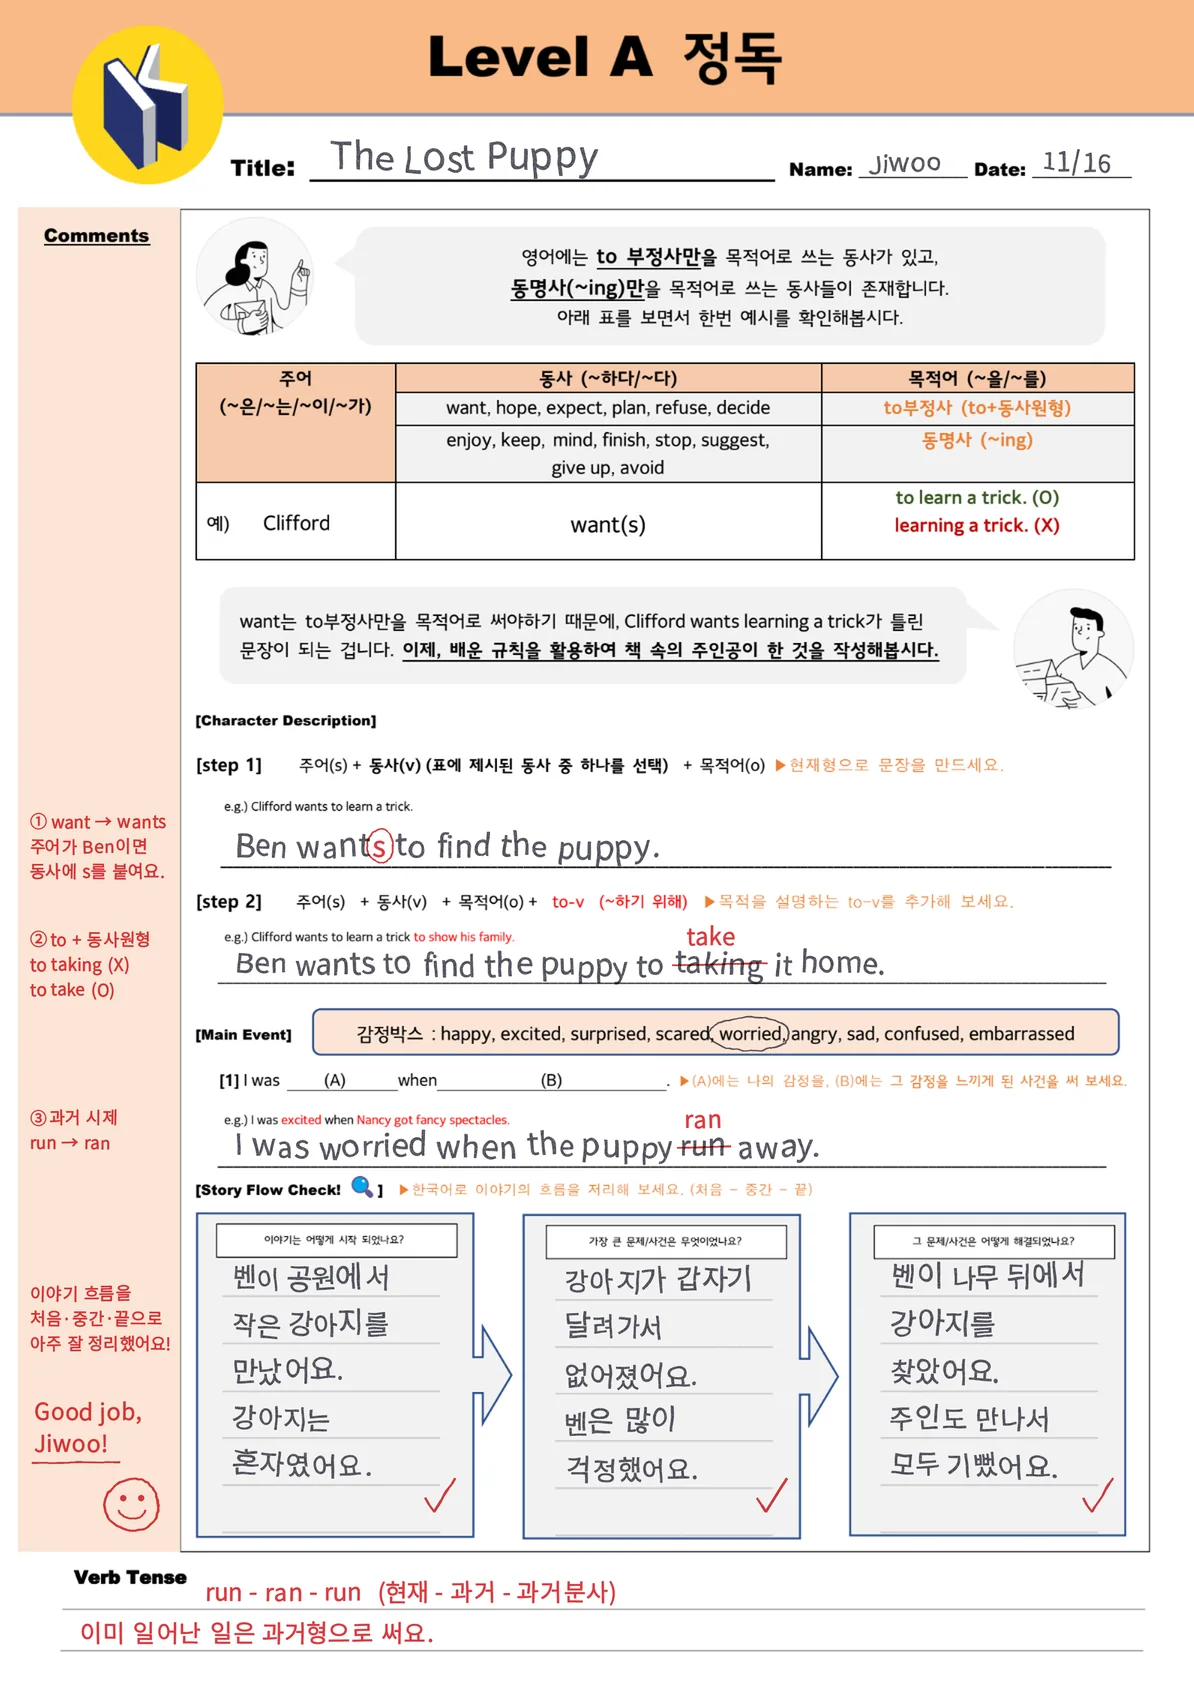 Level A 정독
Title: The Lost Puppy Name: Jiwoo Date: 11/16
Comments
영어에는 to 부정사만을 목적어로 쓰는 동사가 있고,
동명사(~ing)만을 목적어로 쓰는 동사들이 존재합니다.
아래 표를 보면서 한번 예시를 확인해봅시다.
주어
(~은/~는/~이/~가)
동사 (~하다/~다)
목적어 (~을/~를)
want, hope, expect, plan, refuse, decide
to부정사 (to+동사원형)
enjoy, keep, mind, finish, stop, suggest,
give up, avoid
동명사 (~ing)
예) Clifford
want(s)
to learn a trick. (O)
learning a trick. (X)
want는 to부정사만을 목적어로 써야하기 때문에, Clifford wants learning a trick가 틀린
문장이 되는 겁니다. 이제, 배운 규칙을 활용하여 책 속의 주인공이 한 것을 작성해봅시다.
[Character Description]
[step 1] 주어(s) + 동사(v) (표에 제시된 동사 중 하나를 선택) + 목적어(o) ▶현재형으로 문장을 만드세요.
e.g.) Clifford wants to learn a trick.
Ben wants to find the puppy.
① want → wants
주어가 Ben이면
동사에 s를 붙여요.
[step 2] 주어(s) + 동사(v) + 목적어(o) + to-v (~하기 위해) ▶목적을 설명하는 to-v를 추가해 보세요.
e.g.) Clifford wants to learn a trick to show his family.
take
Ben wants to find the puppy to taking it home.
② to + 동사원형
to taking (X)
to take (O)
[Main Event] 감정박스 : happy, excited, surprised, scared, worried, angry, sad, confused, embarrassed
[1] I was ____(A)____when________(B)________. ▶(A)에는 나의 감정을, (B)에는 그 감정을 느끼게 된 사건을 써 보세요.
e.g.) I was excited when Nancy got fancy spectacles.
ran
I was worried when the puppy run away.
③ 과거 시제
run → ran
[Story Flow Check! 🔍 ] ▶한국어로 이야기의 흐름을 저리해 보세요. (처음 – 중간 – 끝)
이야기는 어떻게 시작 되었나요?
벤이 공원에서
작은 강아지를
만났어요.
강아지는
혼자였어요.
가장 큰 문제/사건은 무엇이었나요?
강아지가 갑자기
달려가서
없어졌어요.
벤은 많이
걱정했어요.
그 문제/사건은 어떻게 해결되었나요?
벤이 나무 뒤에서
강아지를
찾았어요.
주인도 만나서
모두 기뻤어요.
이야기 흐름을
처음·중간·끝으로
아주 잘 정리했어요!
Good job,
Jiwoo!
Verb Tense run - ran - run (현재 - 과거 - 과거분사)
이미 일어난 일은 과거형으로 써요.